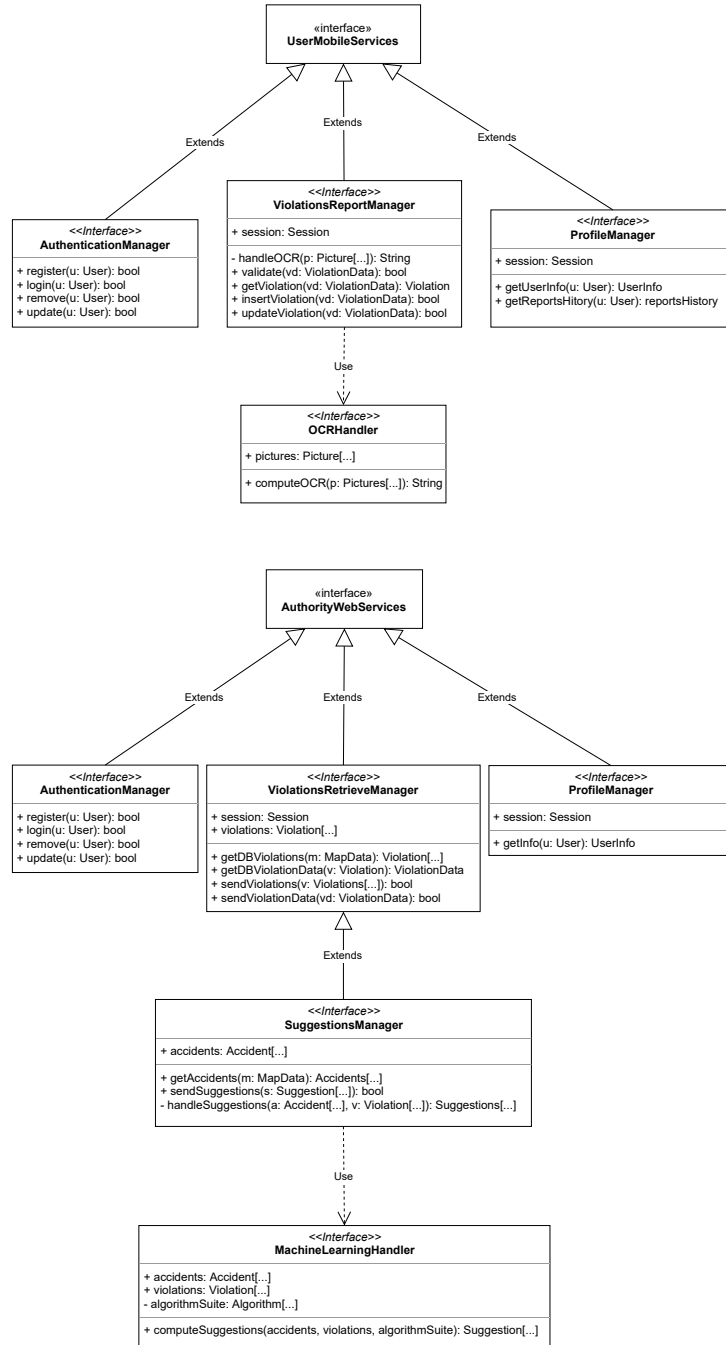 «interface»
UserMobileServices
Extends
Extends
Extends
<<Interface>>
AuthenticationManager
+ register(u: User): bool
+ login(u: User): bool
+ remove(u: User): bool
+ update(u: User): bool
<<Interface>>
ViolationsReportManager
+ session: Session
- handleOCR(p: Picture[...]): String
+ validate(vd: ViolationData): bool
+ getViolation(vd: ViolationData): Violation
+ insertViolation(vd: ViolationData): bool
+ updateViolation(vd: ViolationData): bool
<<Interface>>
ProfileManager
+ session: Session
+ getUserInfo(u: User): UserInfo
+ getReportsHitory(u: User): reportsHistory
Use
<<Interface>>
OCRHandler
+ pictures: Picture[...]
+ computeOCR(p: Pictures[...]): String
«interface»
AuthorityWebServices
Extends
Extends
Extends
<<Interface>>
AuthenticationManager
+ register(u: User): bool
+ login(u: User): bool
+ remove(u: User): bool
+ update(u: User): bool
<<Interface>>
ViolationsRetrieveManager
+ session: Session
+ violations: Violation[...]
+ getDBViolations(m: MapData): Violation[...]
+ getDBViolationData(v: Violation): ViolationData
+ sendViolations(v: Violations[...]): bool
+ sendViolationData(vd: ViolationData): bool
<<Interface>>
ProfileManager
+ session: Session
+ getInfo(u: User): UserInfo
Extends
<<Interface>>
SuggestionsManager
+ accidents: Accident[...]
+ getAccidents(m: MapData): Accidents[...]
+ sendSuggestions(s: Suggestion[...]): bool
- handleSuggestions(a: Accident[...], v: Violation[...]): Suggestions[...]
Use
<<Interface>>
MachineLearningHandler
+ accidents: Accident[...]
+ violations: Violation[...]
- algorithmSuite: Algorithm[...]
+ computeSuggestions(accidents, violations, algorithmSuite): Suggestion[...]